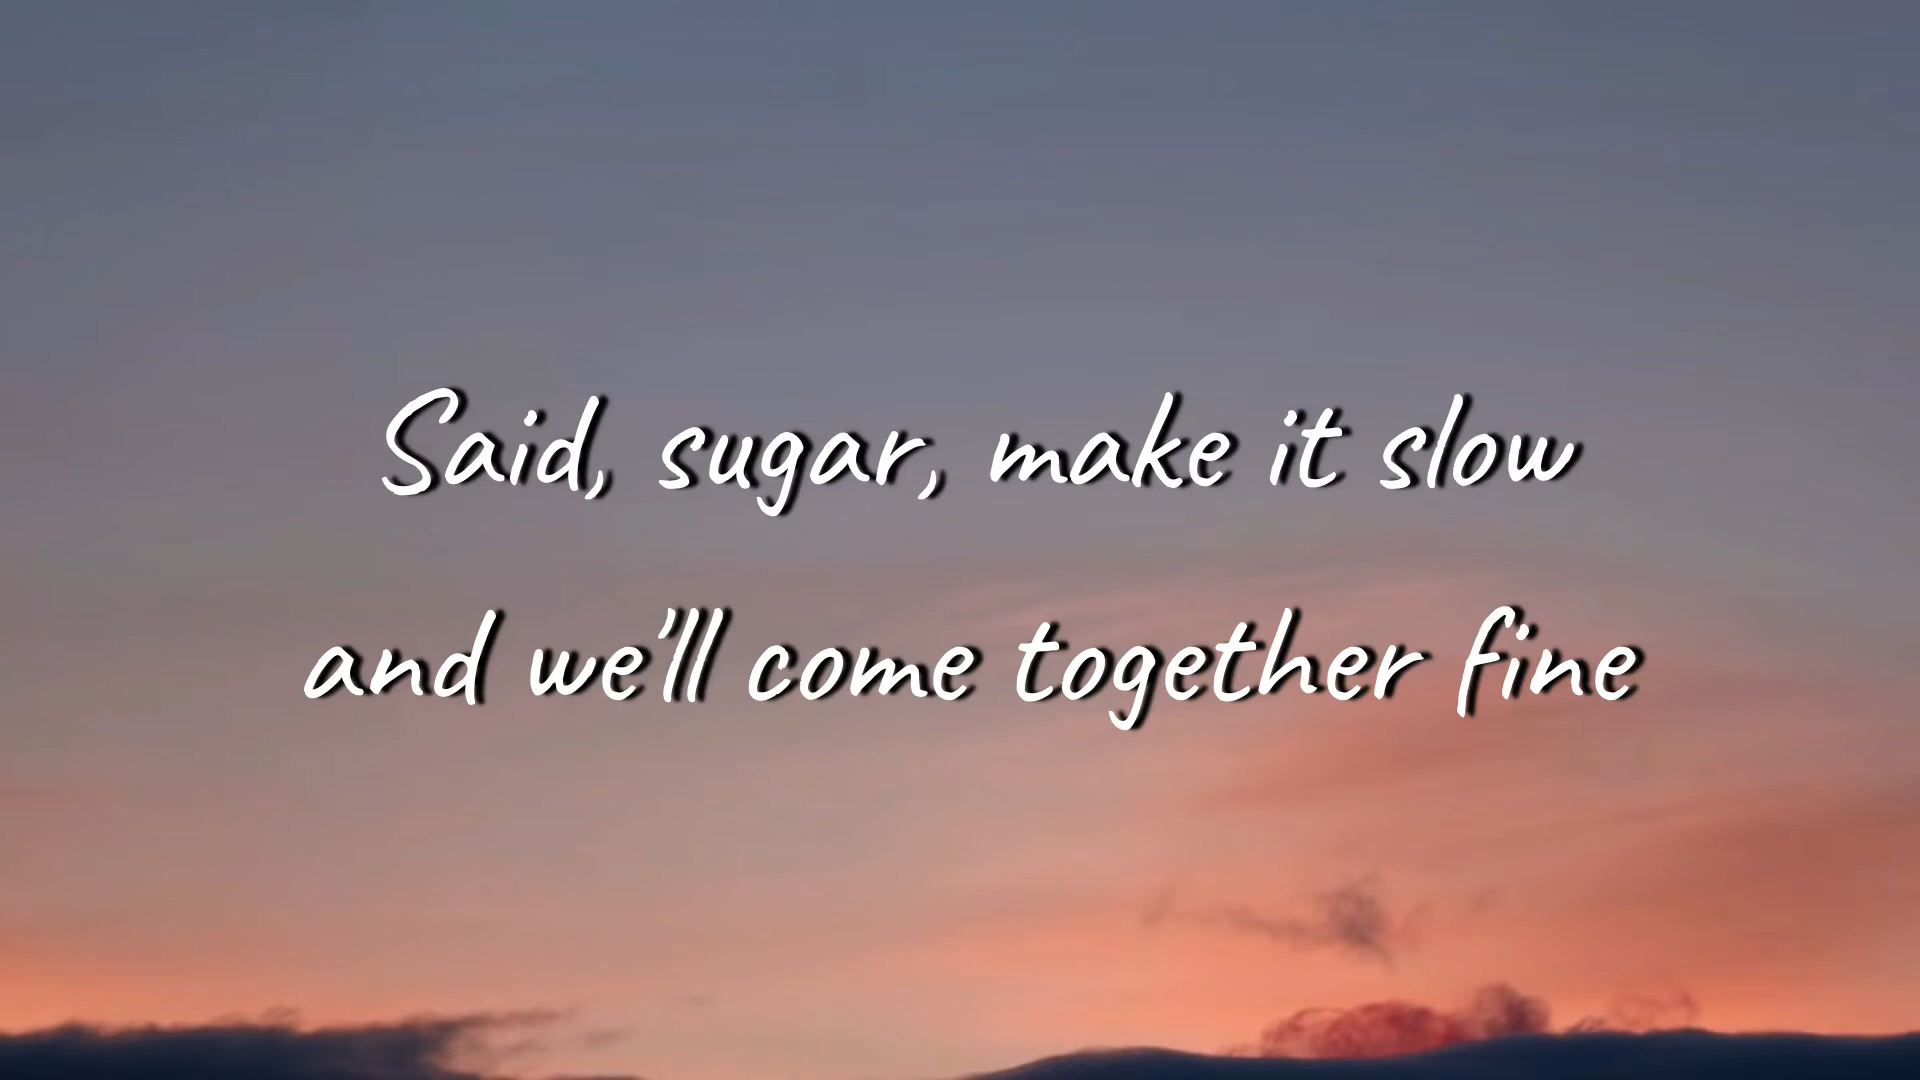 Said, sugar, make it slow
and we'll come together fine